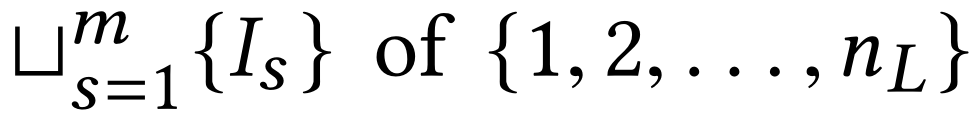 ⊔_{s=1}^{m} {I_s} of {1, 2, . . . , n_L}